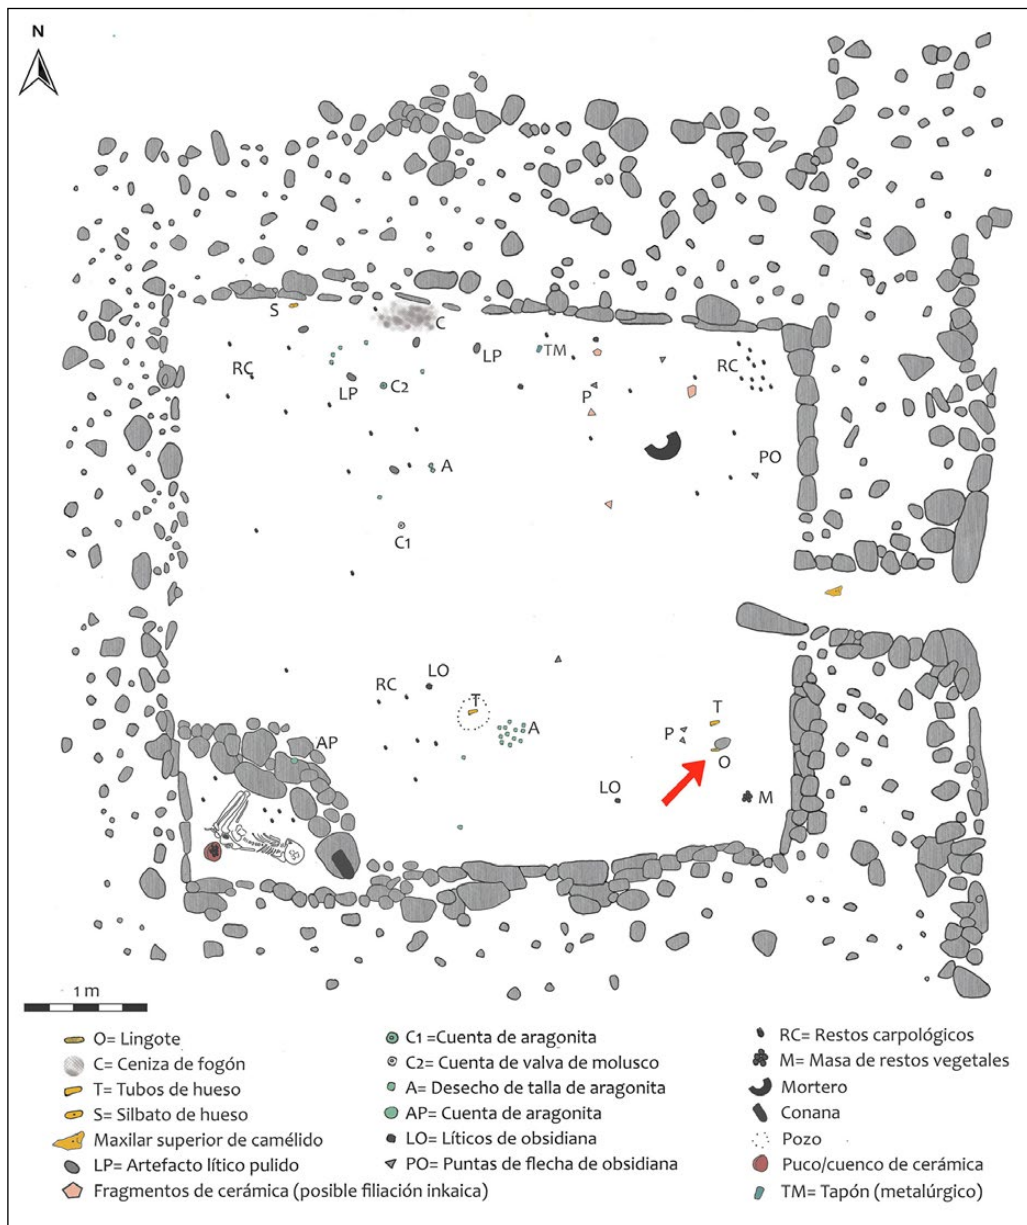 N
S
C
RC
LP
TM
LP
C2
P
RC
A
PO
C1
LO
RC
T
T
A
P
O
AP
LO
M
1 m
O= Lingote
C= Ceniza de fogón
T= Tubos de hueso
S= Silbato de hueso
Maxilar superior de camélido
LP= Artefacto lítico pulido
Fragmentos de cerámica (posible filiación inkaica)
C1 =Cuenta de aragonita
C2= Cuenta de valva de molusco
A= Desecho de talla de aragonita
AP= Cuenta de aragonita
LO= Líticos de obsidiana
PO= Puntas de flecha de obsidiana
RC= Restos carpológicos
M= Masa de restos vegetales
Mortero
Conana
Pozo
Puco/cuenco de cerámica
TM= Tapón (metalúrgico)